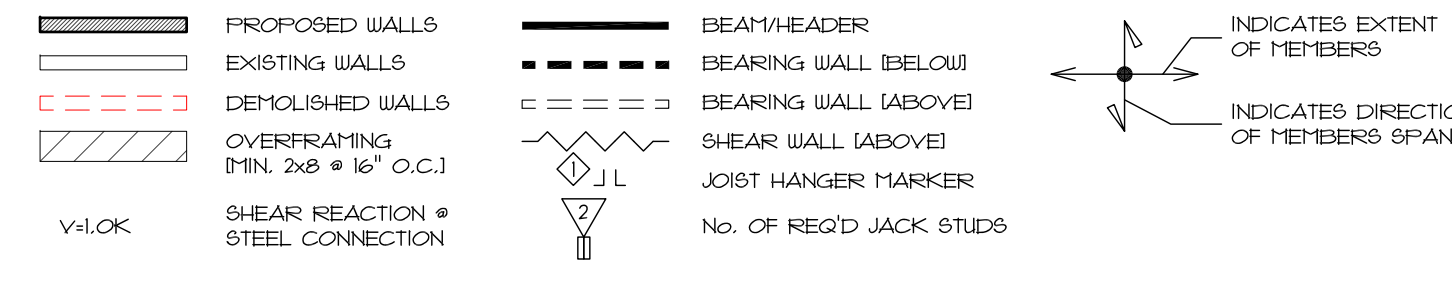 PROPOSED WALLS
EXISTING WALLS
DEMOLISHED WALLS
OVERFRAMING
[MIN. 2x8 @ 16" O.C.]
V=1.0K
SHEAR REACTION @
STEEL CONNECTION
BEAM/HEADER
BEARING WALL [BELOW]
BEARING WALL [ABOVE]
SHEAR WALL [ABOVE]
1
JOIST HANGER MARKER
2
No. OF REQ'D JACK STUDS
INDICATES EXTENT
OF MEMBERS
INDICATES DIRECTIO
OF MEMBERS SPAN